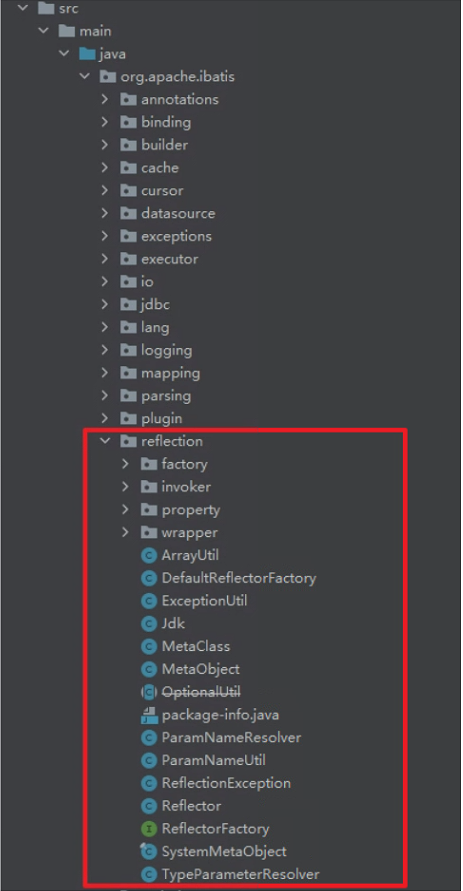 src
main
java
org.apache.ibatis
annotations
binding
builder
cache
cursor
datasource
exceptions
executor
io
jdbc
lang
logging
mapping
parsing
plugin
reflection
factory
invoker
property
wrapper
ArrayUtil
DefaultReflectorFactory
ExceptionUtil
Jdk
MetaClass
MetaObject
OptionalUtil
package-info.java
ParamNameResolver
ParamNameUtil
ReflectionException
Reflector
ReflectorFactory
SystemMetaObject
TypeParameterResolver